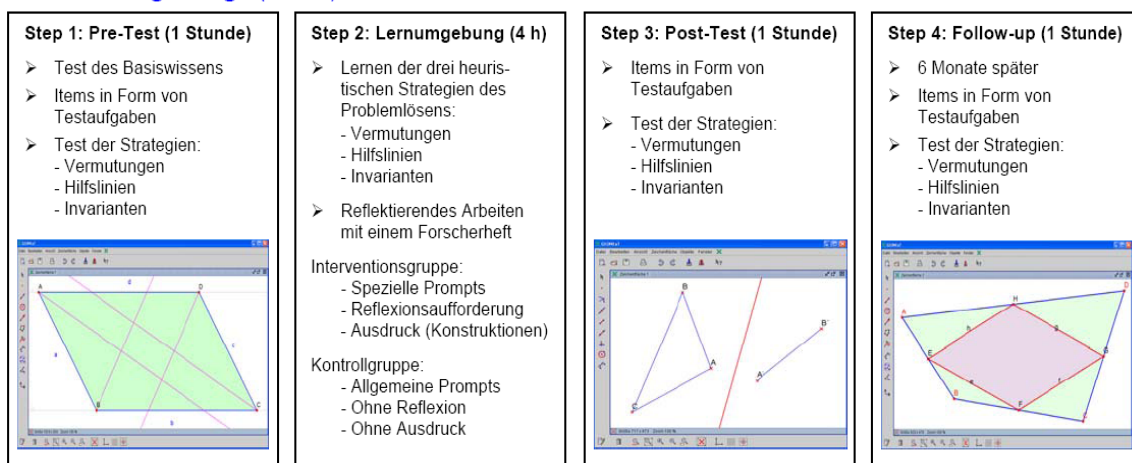 Step 1: Pre-Test (1 Stunde)
➢ Test des Basiswissens
➢ Items in Form von
Testaufgaben
➢ Test der Strategien:
- Vermutungen
- Hilfslinien
- Invarianten
A
D
d
a
c
B
C
b
Step 2: Lernumgebung (4 h)
➢ Lernen der drei heuris-
tischen Strategien des
Problemlösens:
- Vermutungen
- Hilfslinien
- Invarianten
➢ Reflektierendes Arbeiten
mit einem Forscherheft
Interventionsgruppe:
- Spezielle Prompts
- Reflexionsaufforderung
- Ausdruck (Konstruktionen)
Kontrollgruppe:
- Allgemeine Prompts
- Ohne Reflexion
- Ohne Ausdruck
Step 3: Post-Test (1 Stunde)
➢ Items in Form von
Testaufgaben
➢ Test der Strategien:
- Vermutungen
- Hilfslinien
- Invarianten
B
B'
A
A'
C
Step 4: Follow-up (1 Stunde)
➢ 6 Monate später
➢ Items in Form von
Testaufgaben
➢ Test der Strategien:
- Vermutungen
- Hilfslinien
- Invarianten
D
H
A
h
g
E
G
e
f
B
F
C